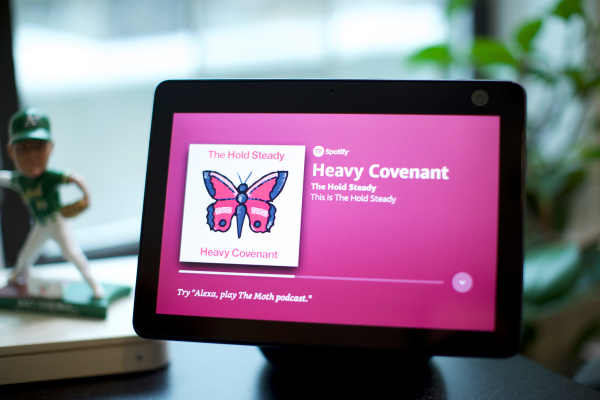 The Hold Steady
Heavy Covenant
Spotify
Heavy Covenant
The Hold Steady
This Is The Hold Steady
Try "Alexa, play The Moth podcast."